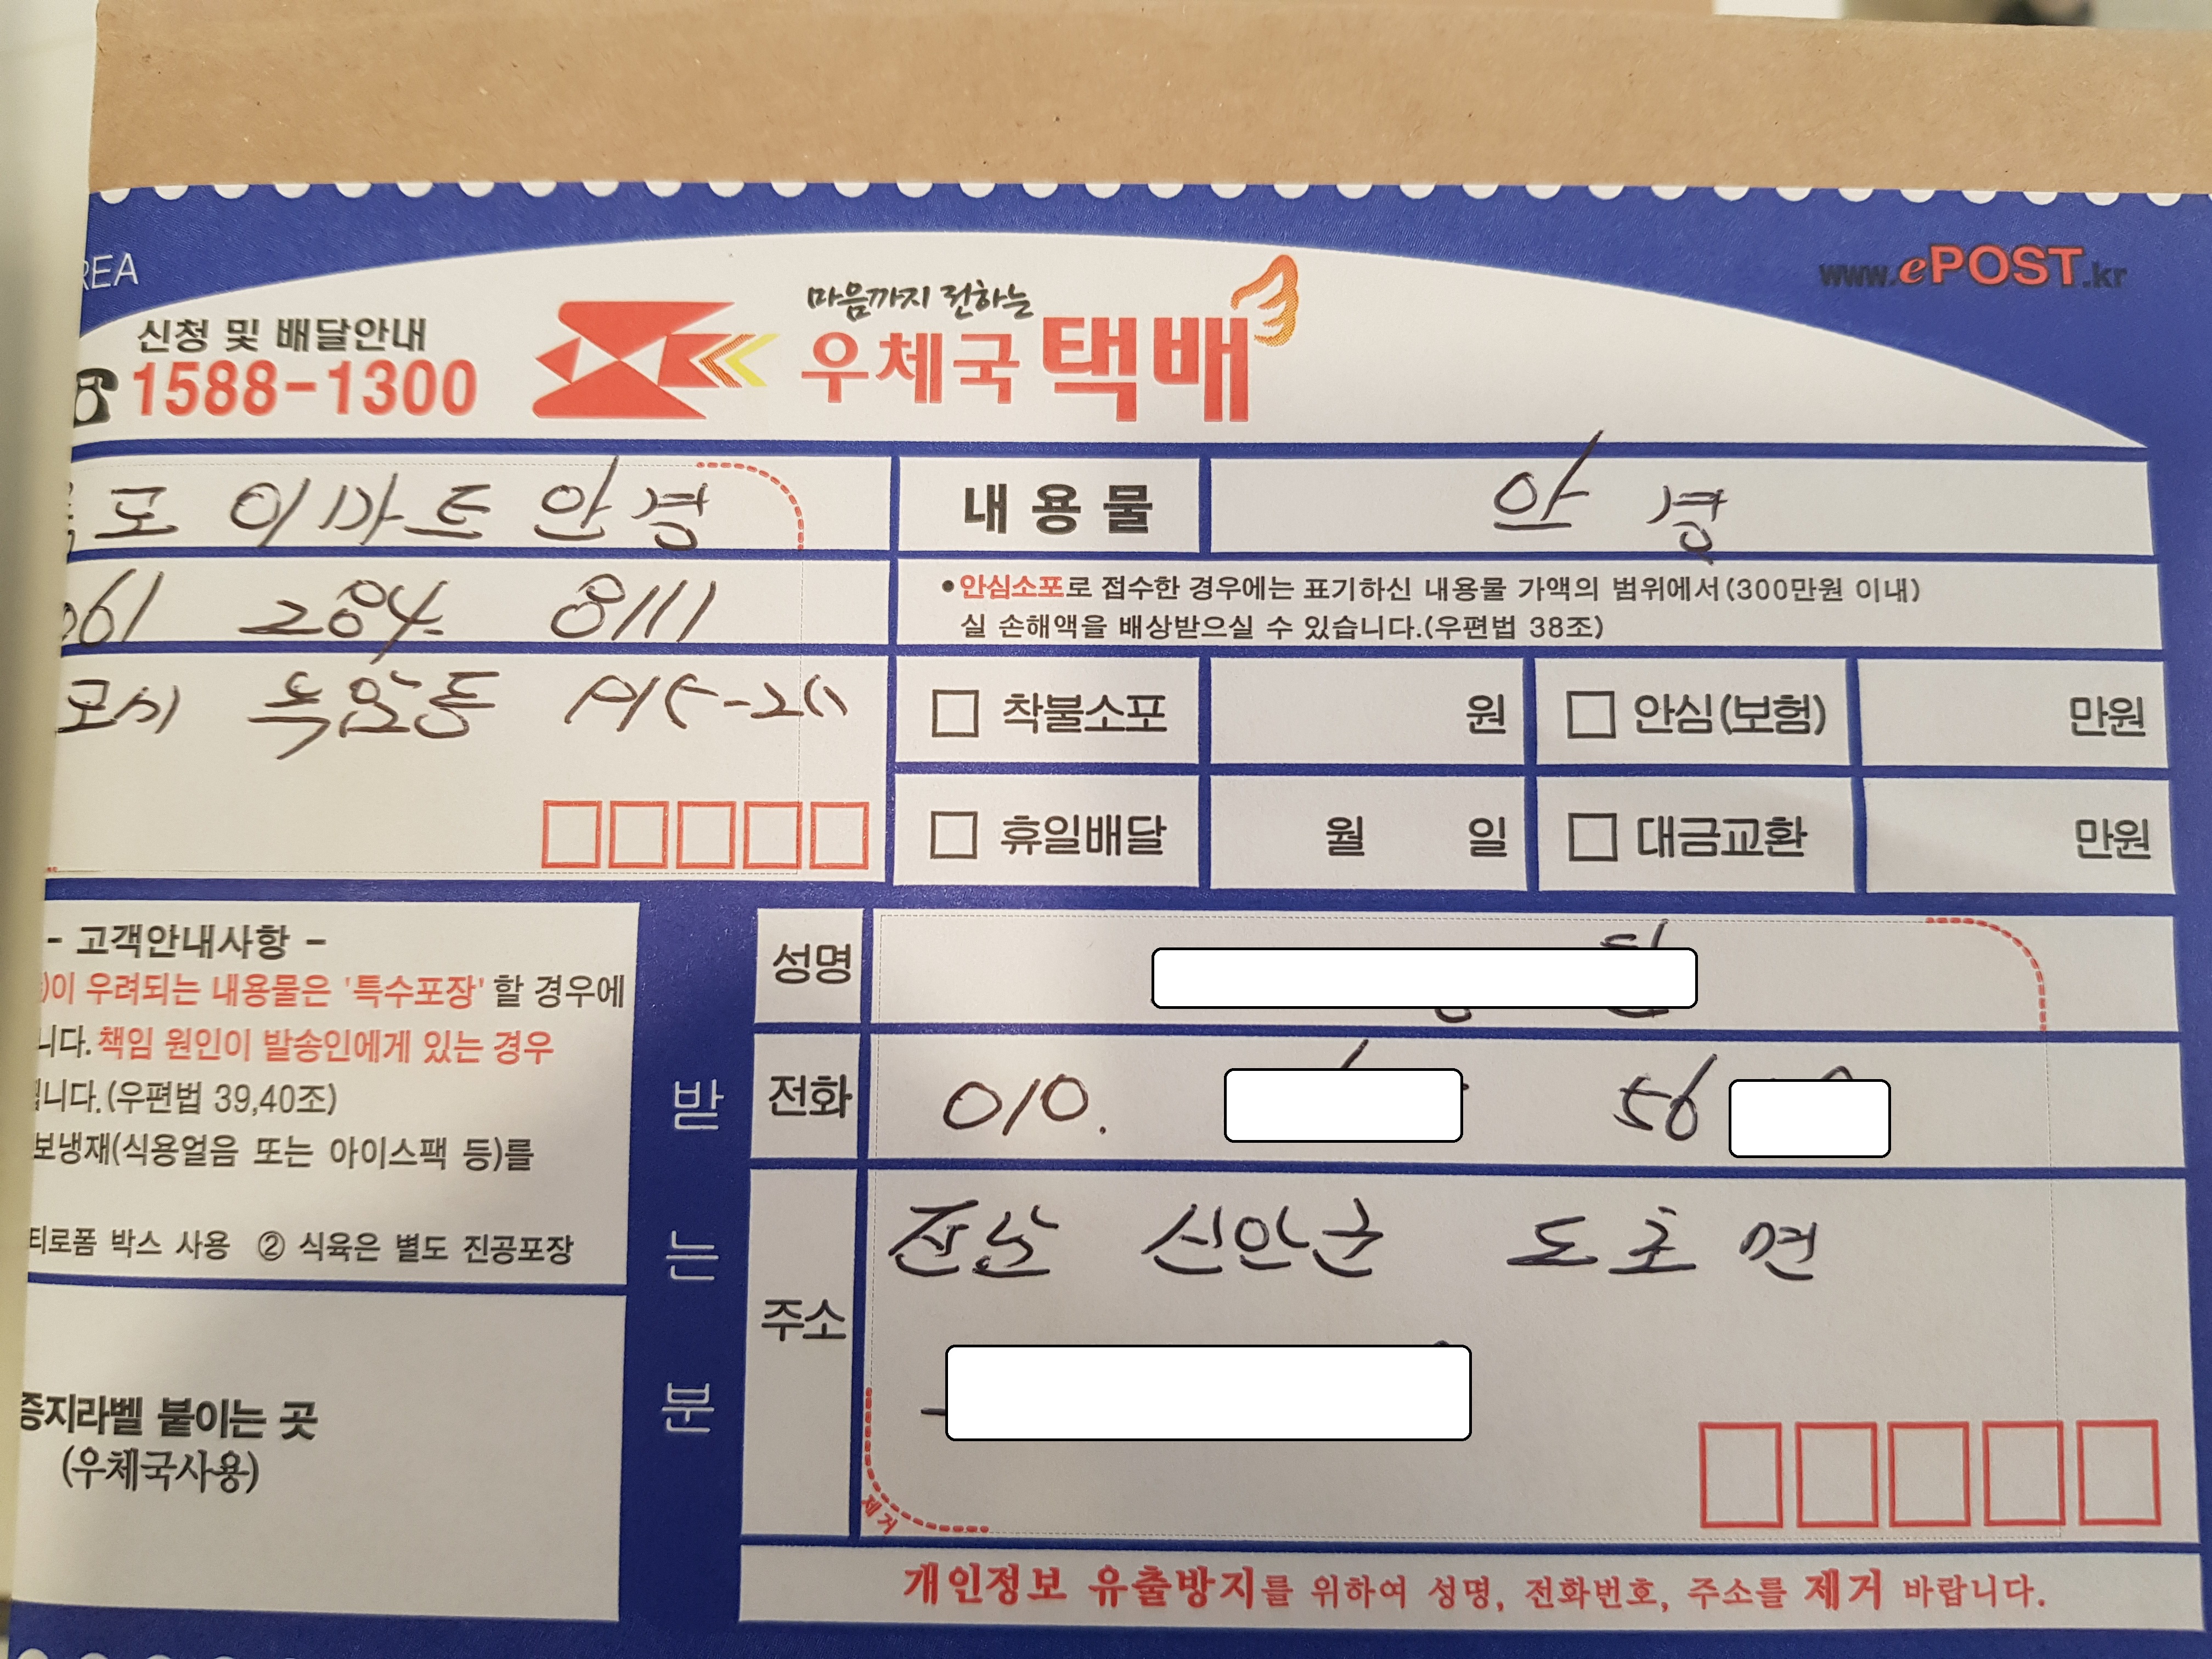 REA
www.ePOST.kr
신청 및 배달안내
☎1588-1300
마음까지 전하는
우체국 택배
포 이마트 안경
내용물
안경
061 284 8111
•안심소포로 접수한 경우에는 표기하신 내용물 가액의 범위에서(300만원 이내)
실 손해액을 배상받으실 수 있습니다.(우편법 38조)
포시 옥암동
착불소포 원
안심(보험) 만원
휴일배달 월 일
대금교환 만원
- 고객안내사항 -
)이 우려되는 내용물은 '특수포장' 할 경우에
니다. 책임 원인이 발송인에게 있는 경우
니다.(우편법 39,40조)
보냉재(식용얼음 또는 아이스팩 등)를
티로폼 박스 사용 ② 식육은 별도 진공포장
증지라벨 붙이는 곳
(우체국사용)
받는분
성명
전화 010. 56
주소 전남 신안군 도초면
제거
개인정보 유출방지를 위하여 성명, 전화번호, 주소를 제거 바랍니다.